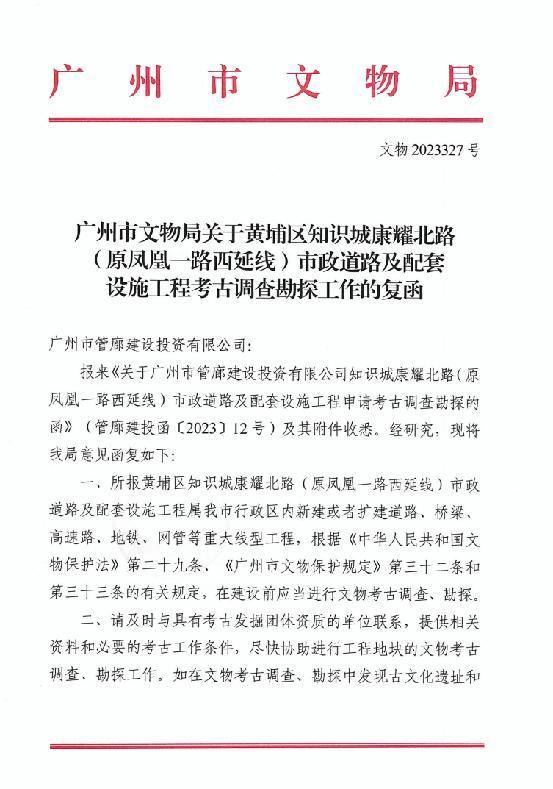 广州市文物局
文物2023327号
广州市文物局关于黄埔区知识城康耀北路
（原凤凰一路西延线）市政道路及配套
设施工程考古调查勘探工作的复函
广州市管廊建设投资有限公司：
报来《关于广州市管廊建设投资有限公司知识城康耀北路（原
凤凰一路西延线）市政道路及配套设施工程申请考古调查勘探的
函》（管廊建投函〔2023〕12号）及其附件收悉。经研究，现将
我局意见函复如下：
一、所报黄埔区知识城康耀北路（原凤凰一路西延线）市政
道路及配套设施工程属我市行政区内新建或者扩建道路、桥梁、
高速路、地铁、网管等重大线型工程，根据《中华人民共和国文
物保护法》第二十九条、《广州市文物保护规定》第三十二条和
第三十三条的有关规定，在建设前应当进行文物考古调查、勘探。
二、请及时与具有考古发掘团体资质的单位联系，提供相关
资料和必要的考古工作条件，尽快协助进行工程地块的文物考古
调查、勘探工作。如在文物考古调查、勘探中发现古文化遗址和